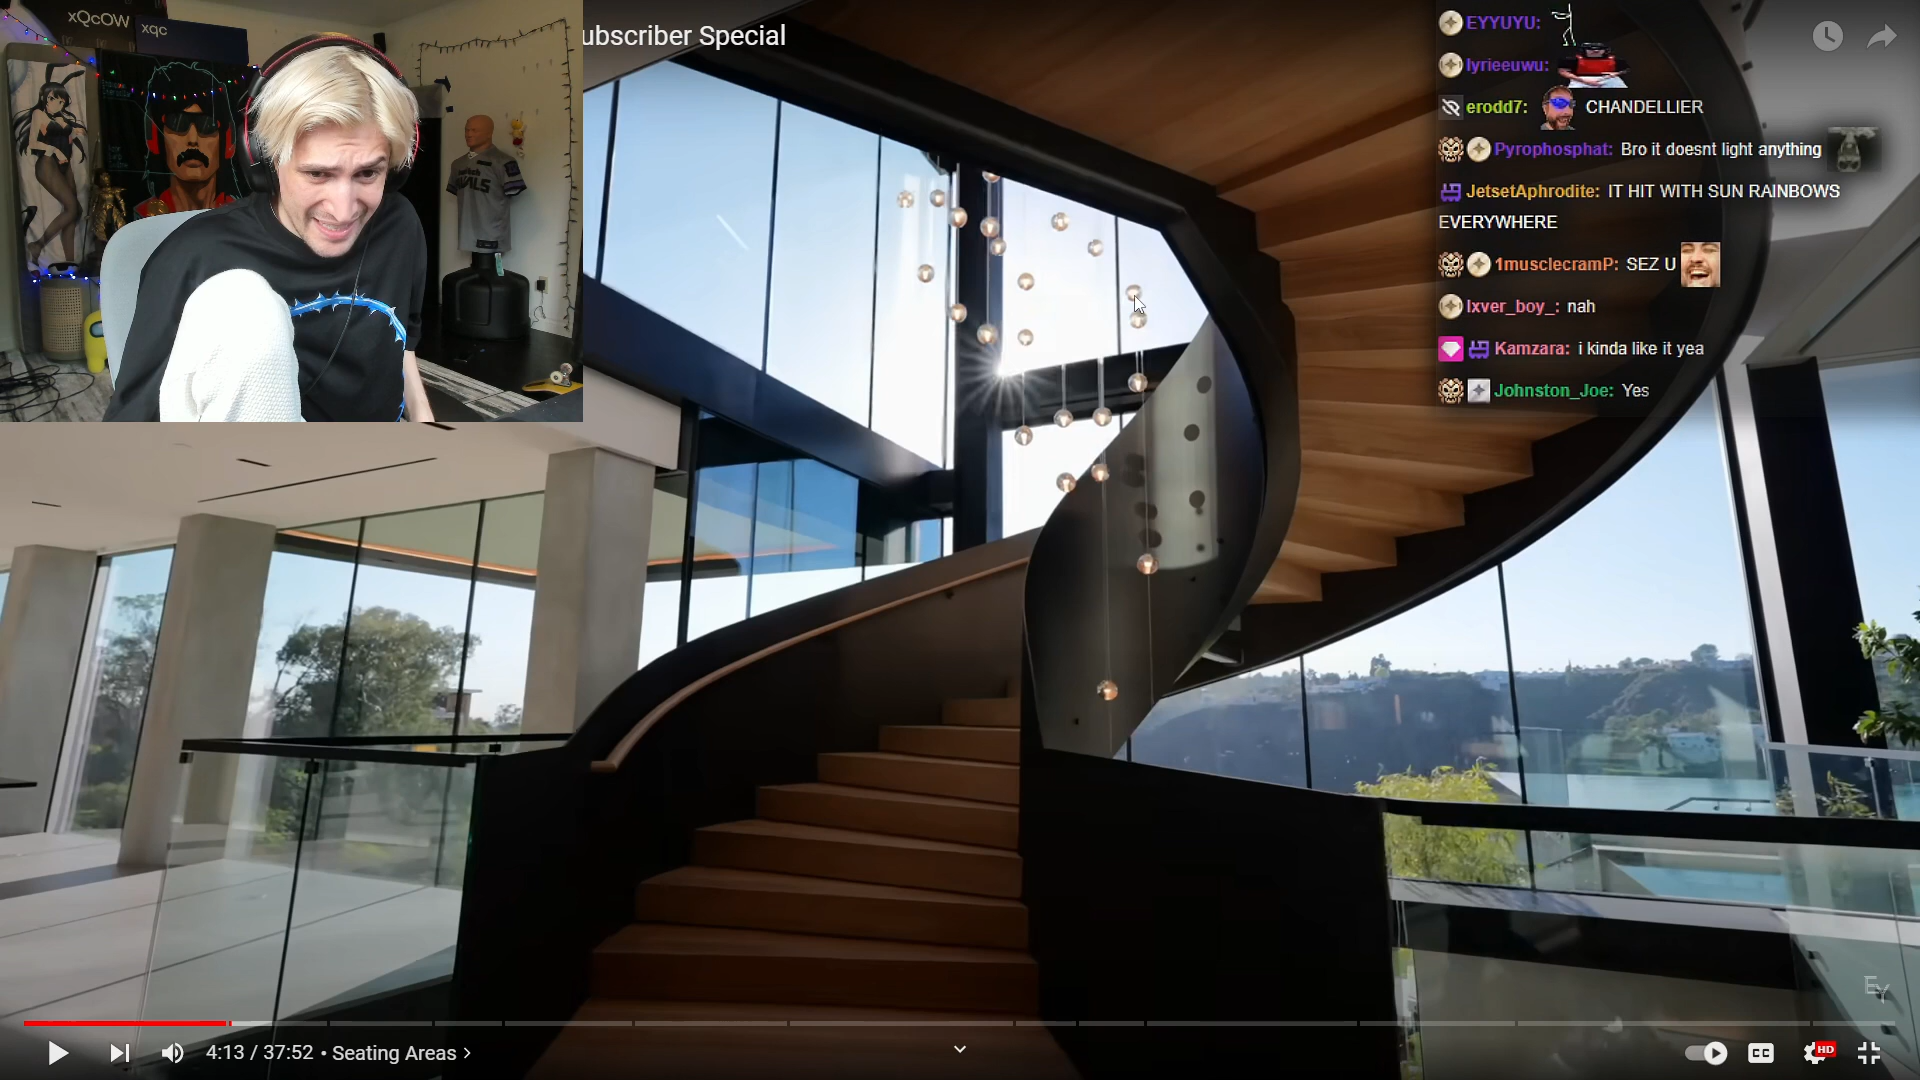 xQcOW
xqc
ubscriber Special
EYYUYU:
lyrieeuwu:
erodd7: CHANDELLIER
Pyrophosphat: Bro it doesnt light anything
JetsetAphrodite: IT HIT WITH SUN RAINBOWS
EVERYWHERE
1musclecramP: SEZ U
lxver_boy_: nah
Kamzara: i kinda like it yea
Johnston_Joe: Yes
EY
4:13 / 37:52 • Seating Areas >
CC
HD